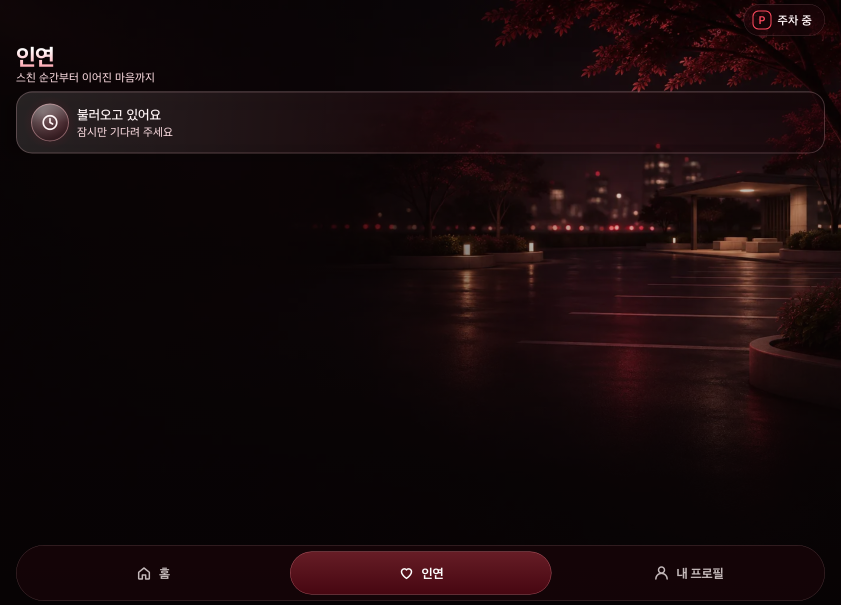 P 주차 중
인연
스친 순간부터 이어진 마음까지
불러오고 있어요
잠시만 기다려 주세요
홈
인연
내 프로필